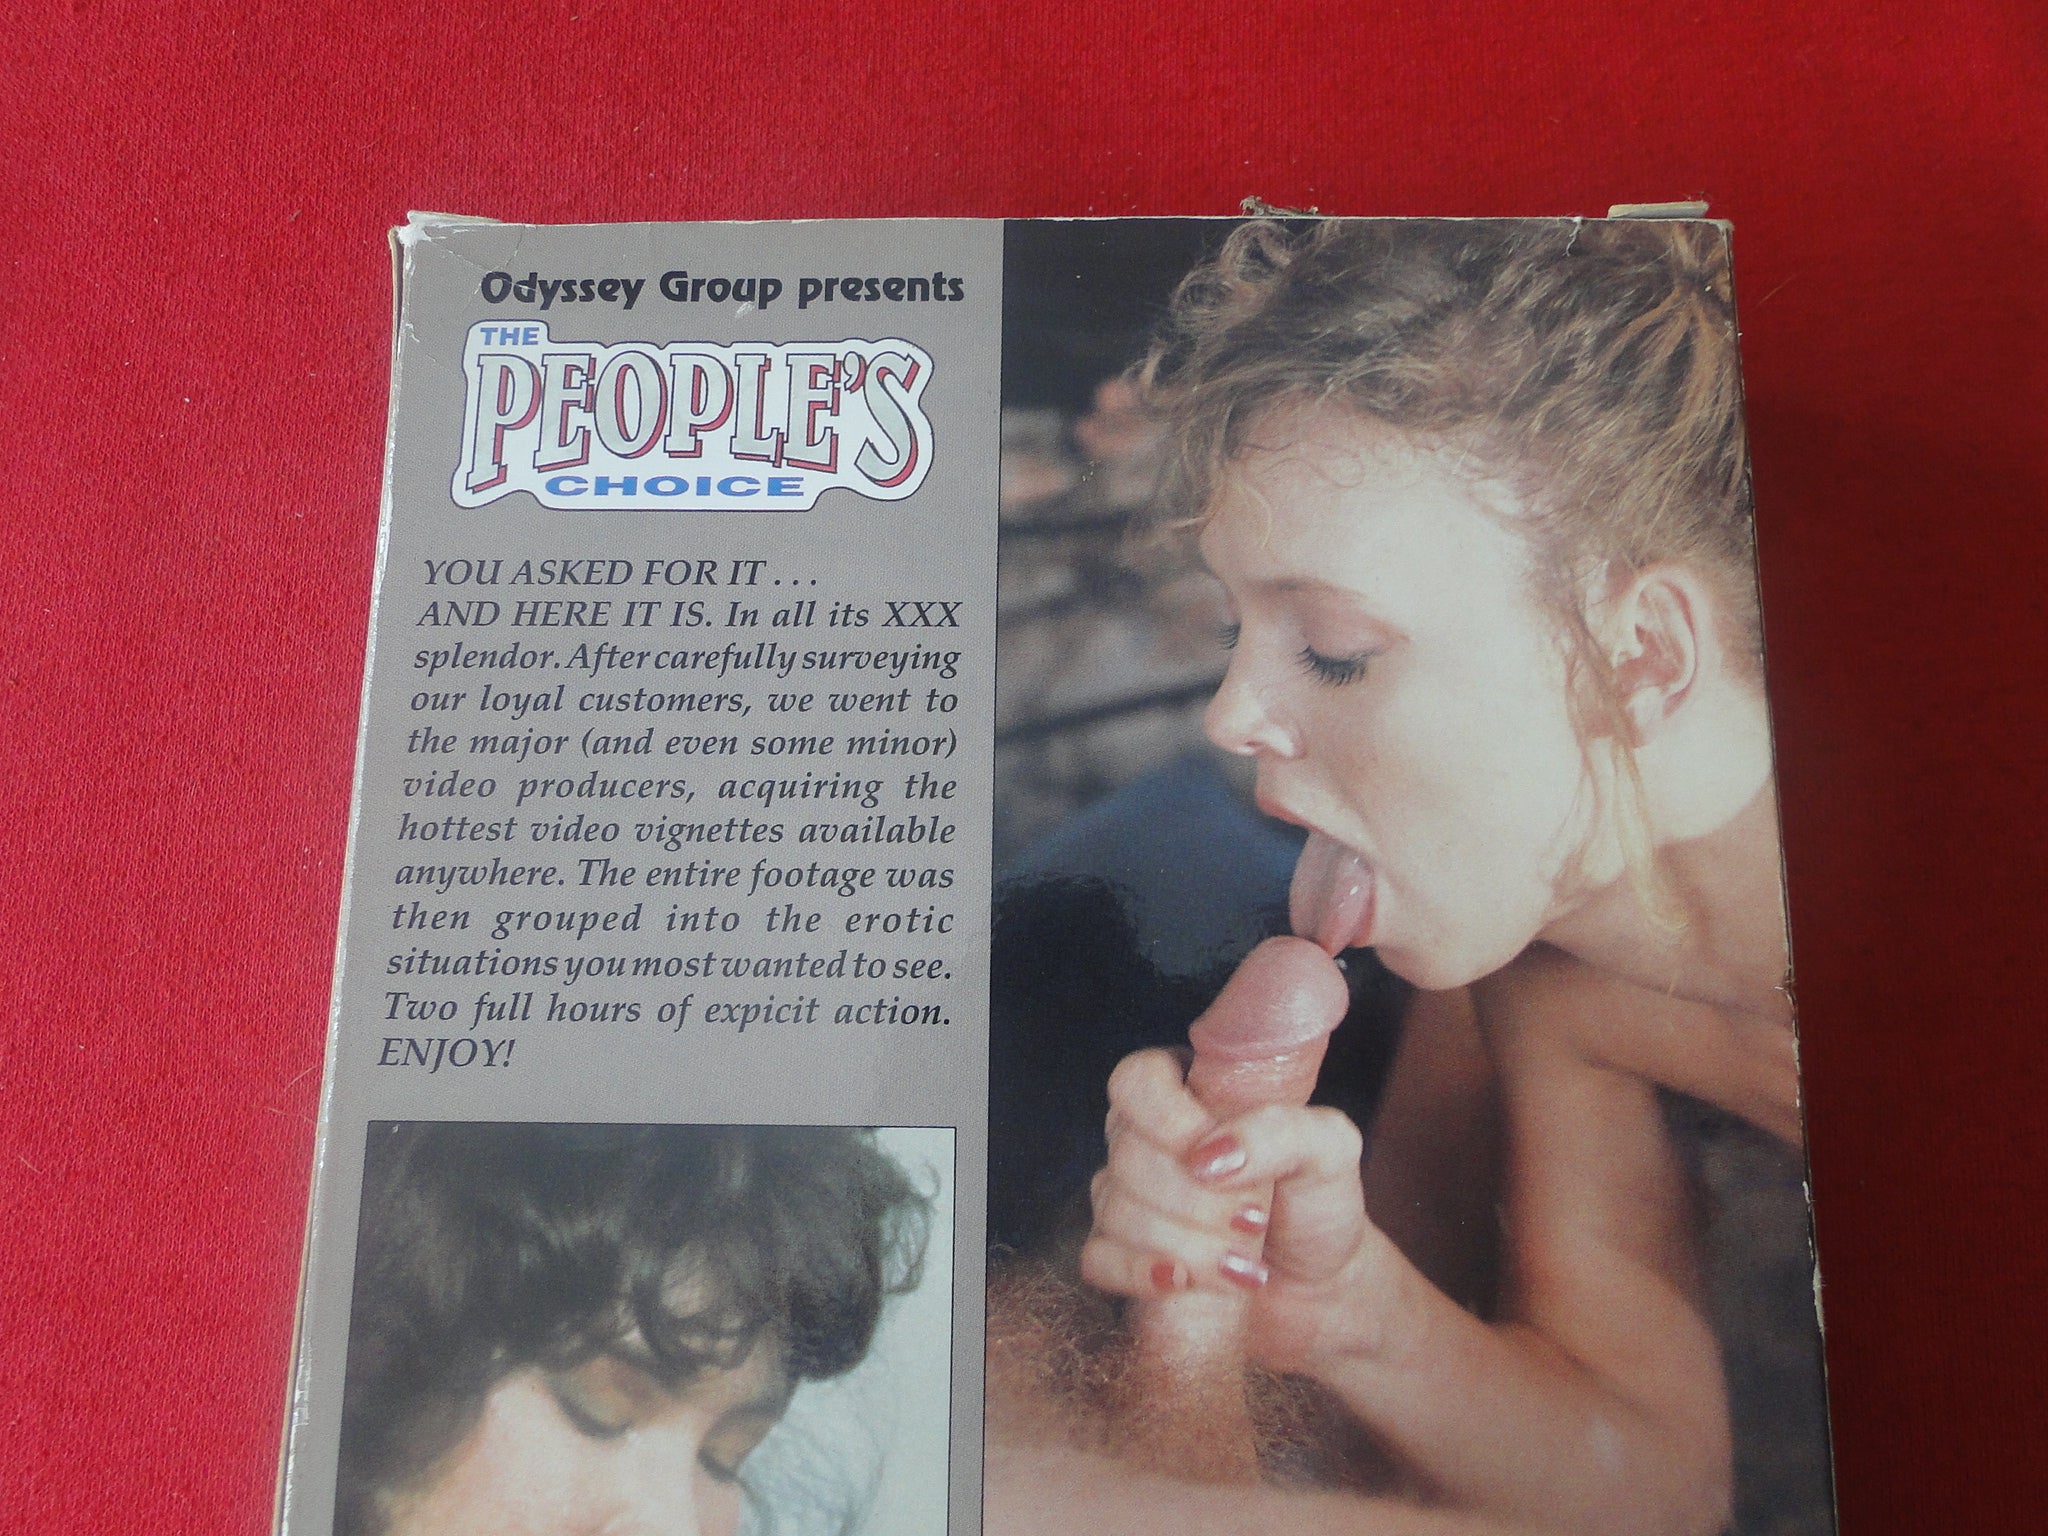 Odyssey Group presents
THE
PEOPLE'S
CHOICE
YOU ASKED FOR IT . . .
AND HERE IT IS. In all its XXX
splendor. After carefully surveying
our loyal customers, we went to
the major (and even some minor)
video producers, acquiring the
hottest video vignettes available
anywhere. The entire footage was
then grouped into the erotic
situations you most wanted to see.
Two full hours of expicit action.
ENJOY!